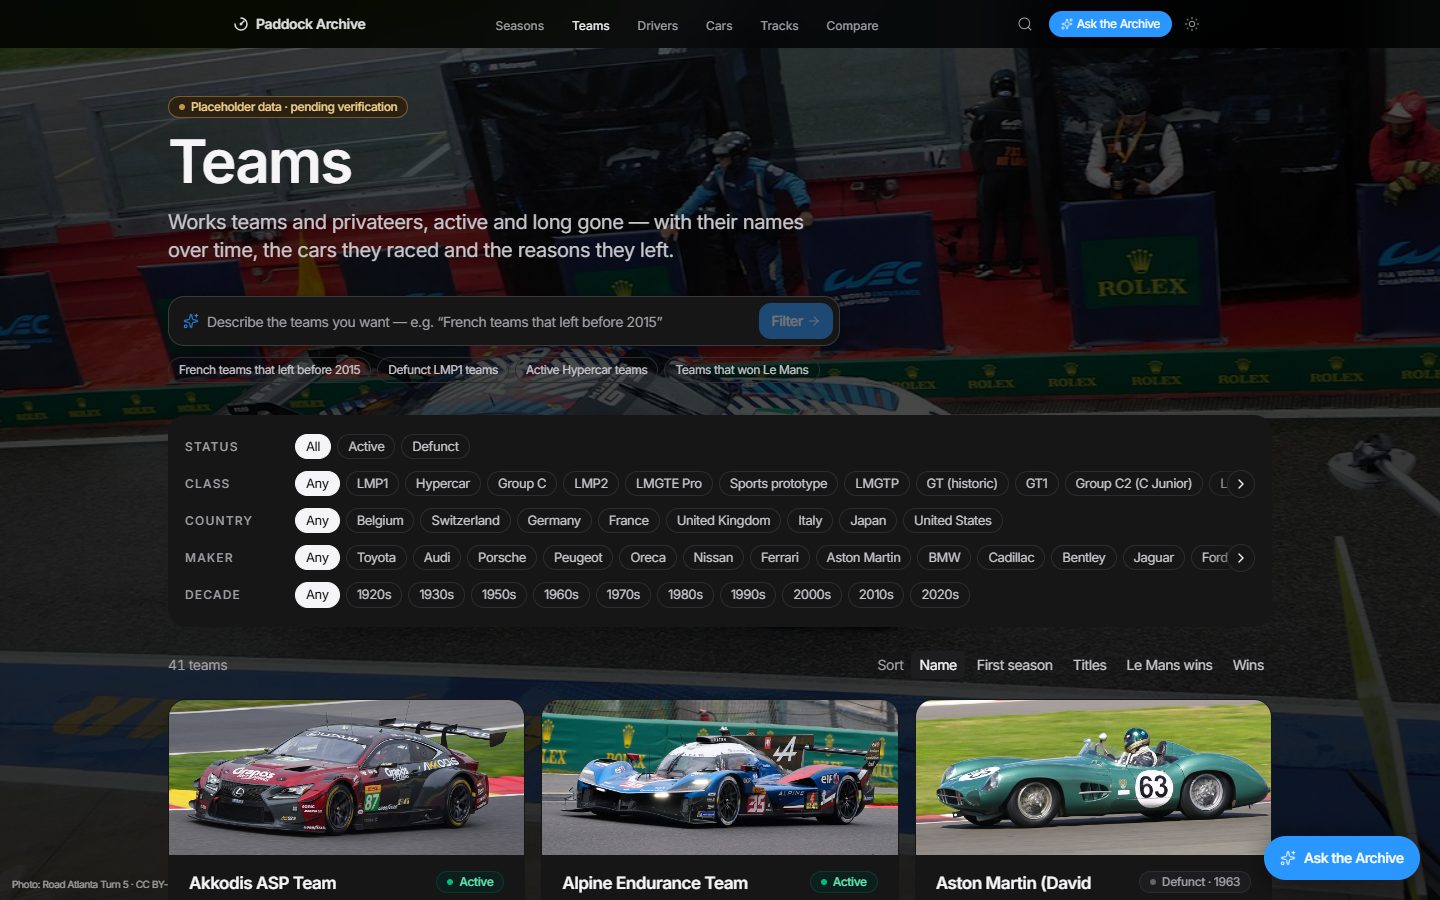 Paddock Archive
Seasons
Teams
Drivers
Cars
Tracks
Compare
Ask the Archive
Placeholder data · pending verification
Teams
Works teams and privateers, active and long gone — with their names
over time, the cars they raced and the reasons they left.
Describe the teams you want — e.g. “French teams that left before 2015”
Filter
French teams that left before 2015
Defunct LMP1 teams
Active Hypercar teams
Teams that won Le Mans
WEC
ROLEX
STATUS
All
Active
Defunct
CLASS
Any
LMP1
Hypercar
Group C
LMP2
LMGTE Pro
Sports prototype
LMGTP
GT (historic)
GT1
Group C2 (C Junior)
COUNTRY
Any
Belgium
Switzerland
Germany
France
United Kingdom
Italy
Japan
United States
MAKER
Any
Toyota
Audi
Porsche
Peugeot
Oreca
Nissan
Ferrari
Aston Martin
BMW
Cadillac
Bentley
Jaguar
Ford
DECADE
Any
1920s
1930s
1950s
1960s
1970s
1980s
1990s
2000s
2010s
2020s
41 teams
Sort
Name
First season
Titles
Le Mans wins
Wins
AKKODIS
87
ROLEX
ALPINE
elf
35
63
Ask the Archive
Photo: Road Atlanta Turn 5 · CC BY-
Akkodis ASP Team
Active
Alpine Endurance Team
Active
Aston Martin (David
Defunct · 1963